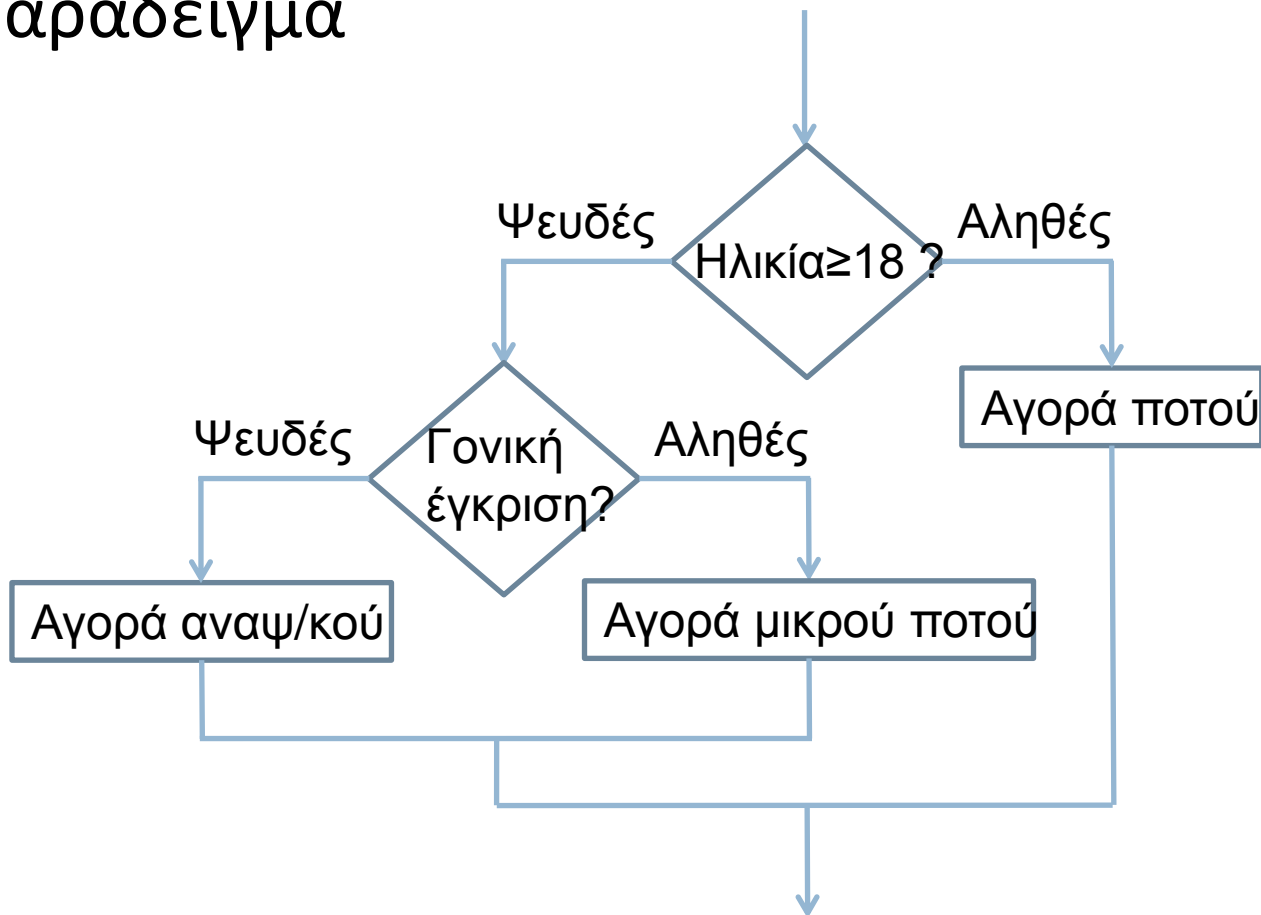 αράδειγμα
Ψευδές
Αληθές
Ηλικία≥18 ?
Αγορά ποτού
Ψευδές
Αληθές
Γονική
έγκριση?
Αγορά αναψ/κού
Αγορά μικρού ποτού